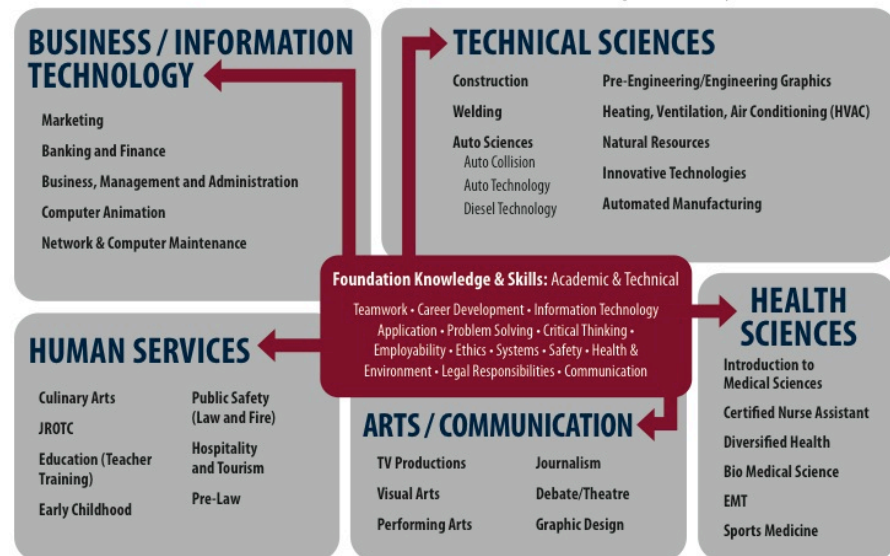 BUSINESS / INFORMATION
TECHNOLOGY
Marketing
Banking and Finance
Business, Management and Administration
Computer Animation
Network & Computer Maintenance
TECHNICAL SCIENCES
Construction
Welding
Auto Sciences
Auto Collision
Auto Technology
Diesel Technology
Pre-Engineering/Engineering Graphics
Heating, Ventilation, Air Conditioning (HVAC)
Natural Resources
Innovative Technologies
Automated Manufacturing
Foundation Knowledge & Skills: Academic & Technical
Teamwork • Career Development • Information Technology
Application • Problem Solving • Critical Thinking •
Employability • Ethics • Systems • Safety • Health &
Environment • Legal Responsibilities • Communication
HUMAN SERVICES
Culinary Arts
JROTC
Education (Teacher
Training)
Early Childhood
Public Safety
(Law and Fire)
Hospitality
and Tourism
Pre-Law
ARTS / COMMUNICATION
TV Productions
Visual Arts
Performing Arts
Journalism
Debate/Theatre
Graphic Design
HEALTH
SCIENCES
Introduction to
Medical Sciences
Certified Nurse Assistant
Diversified Health
Bio Medical Science
EMT
Sports Medicine